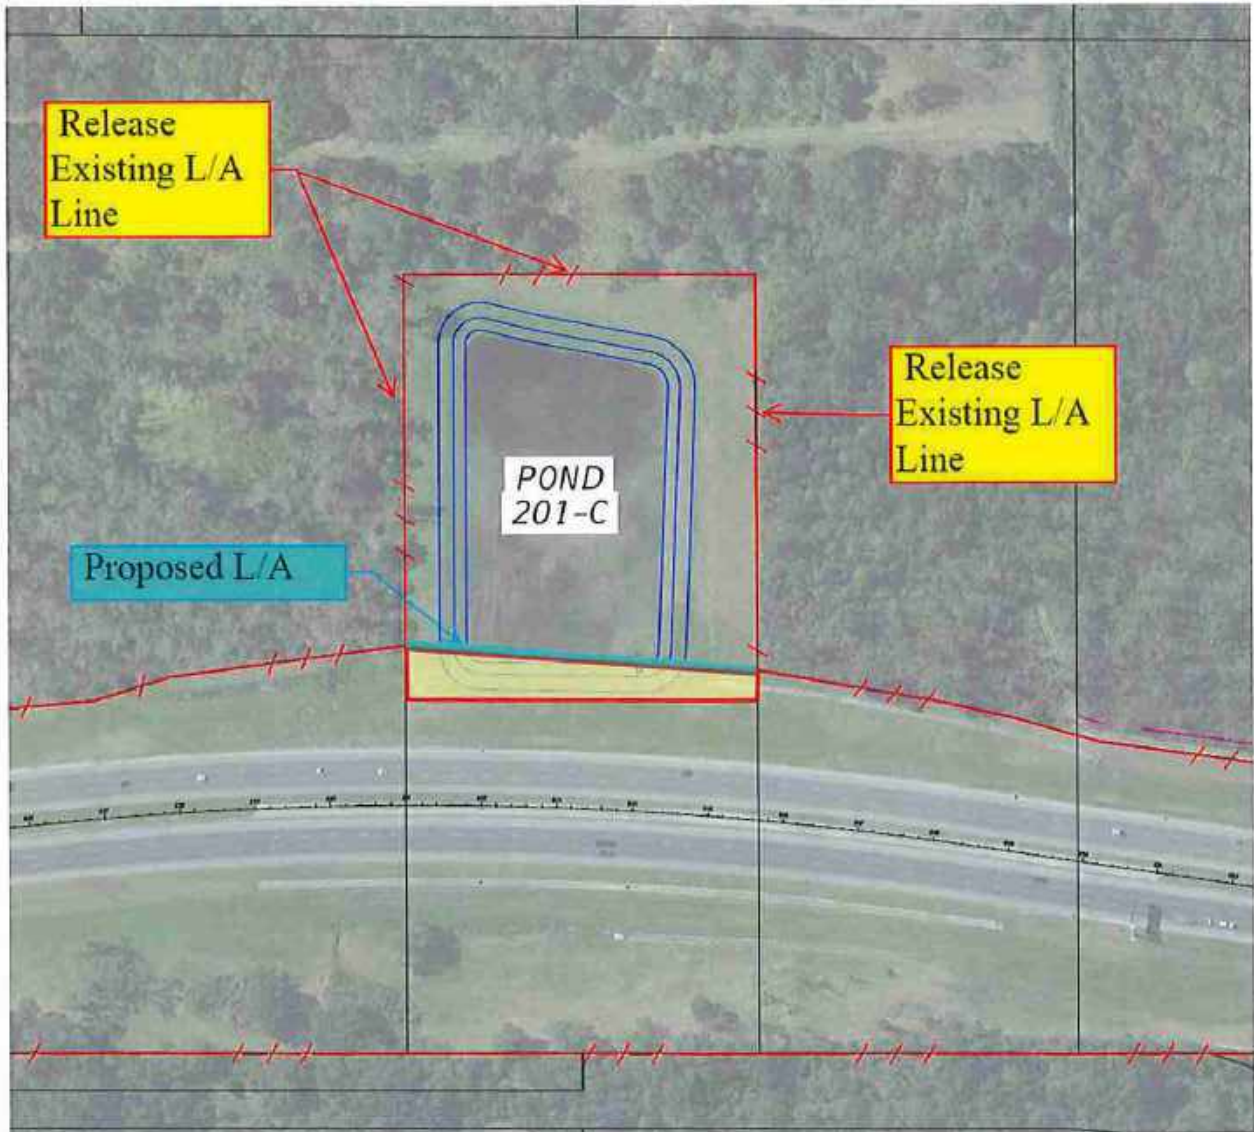 Release
Existing L/A
Line
Release
Existing L/A
Line
POND
201-C
Proposed L/A